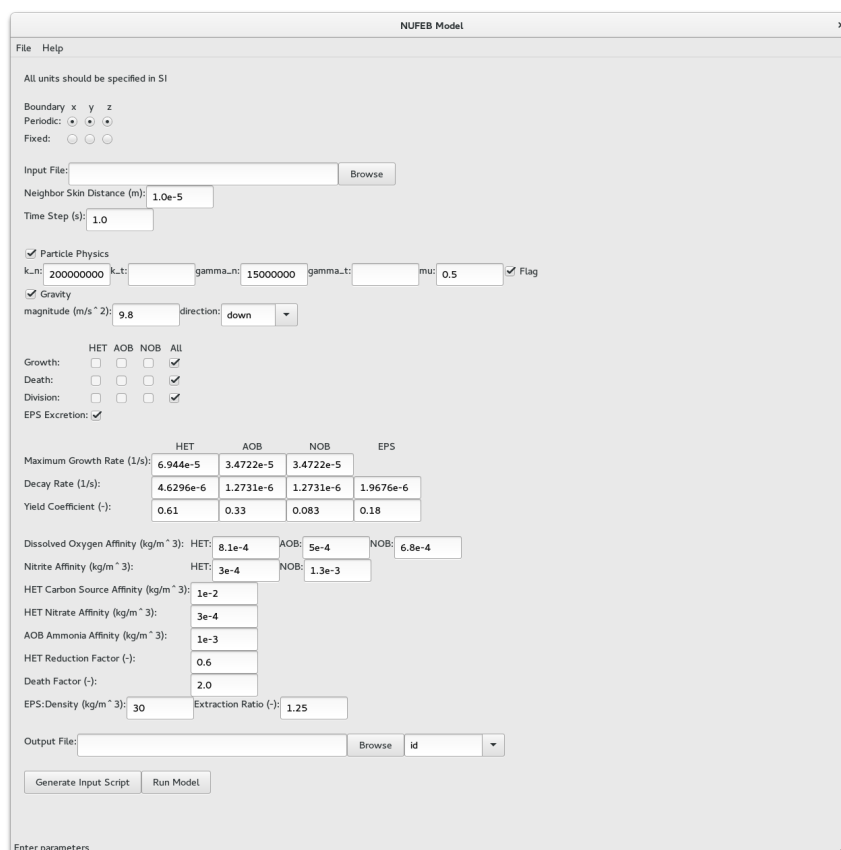 NUFEB Model
File Help
All units should be specified in SI
Boundary x y z
Periodic:
Fixed:
Input File: Browse
Neighbor Skin Distance (m): 1.0e-5
Time Step (s): 1.0
Particle Physics
k_n: 200000000 k_t: gamma_n: 15000000 gamma_t: mu: 0.5 Flag
Gravity
magnitude (m/s^2): 9.8 direction: down
HET AOB NOB All
Growth:
Death:
Division:
EPS Excretion:
HET AOB NOB EPS
Maximum Growth Rate (1/s): 6.944e-5 3.4722e-5 3.4722e-5
Decay Rate (1/s): 4.6296e-6 1.2731e-6 1.2731e-6 1.9676e-6
Yield Coefficient (-): 0.61 0.33 0.083 0.18
Dissolved Oxygen Affinity (kg/m^3): HET: 8.1e-4 AOB: 5e-4 NOB: 6.8e-4
Nitrite Affinity (kg/m^3): HET: 3e-4 NOB: 1.3e-3
HET Carbon Source Affinity (kg/m^3): 1e-2
HET Nitrate Affinity (kg/m^3): 3e-4
AOB Ammonia Affinity (kg/m^3): 1e-3
HET Reduction Factor (-): 0.6
Death Factor (-): 2.0
EPS:Density (kg/m^3): 30 Extraction Ratio (-): 1.25
Output File: Browse id
Generate Input Script Run Model
Enter parameters